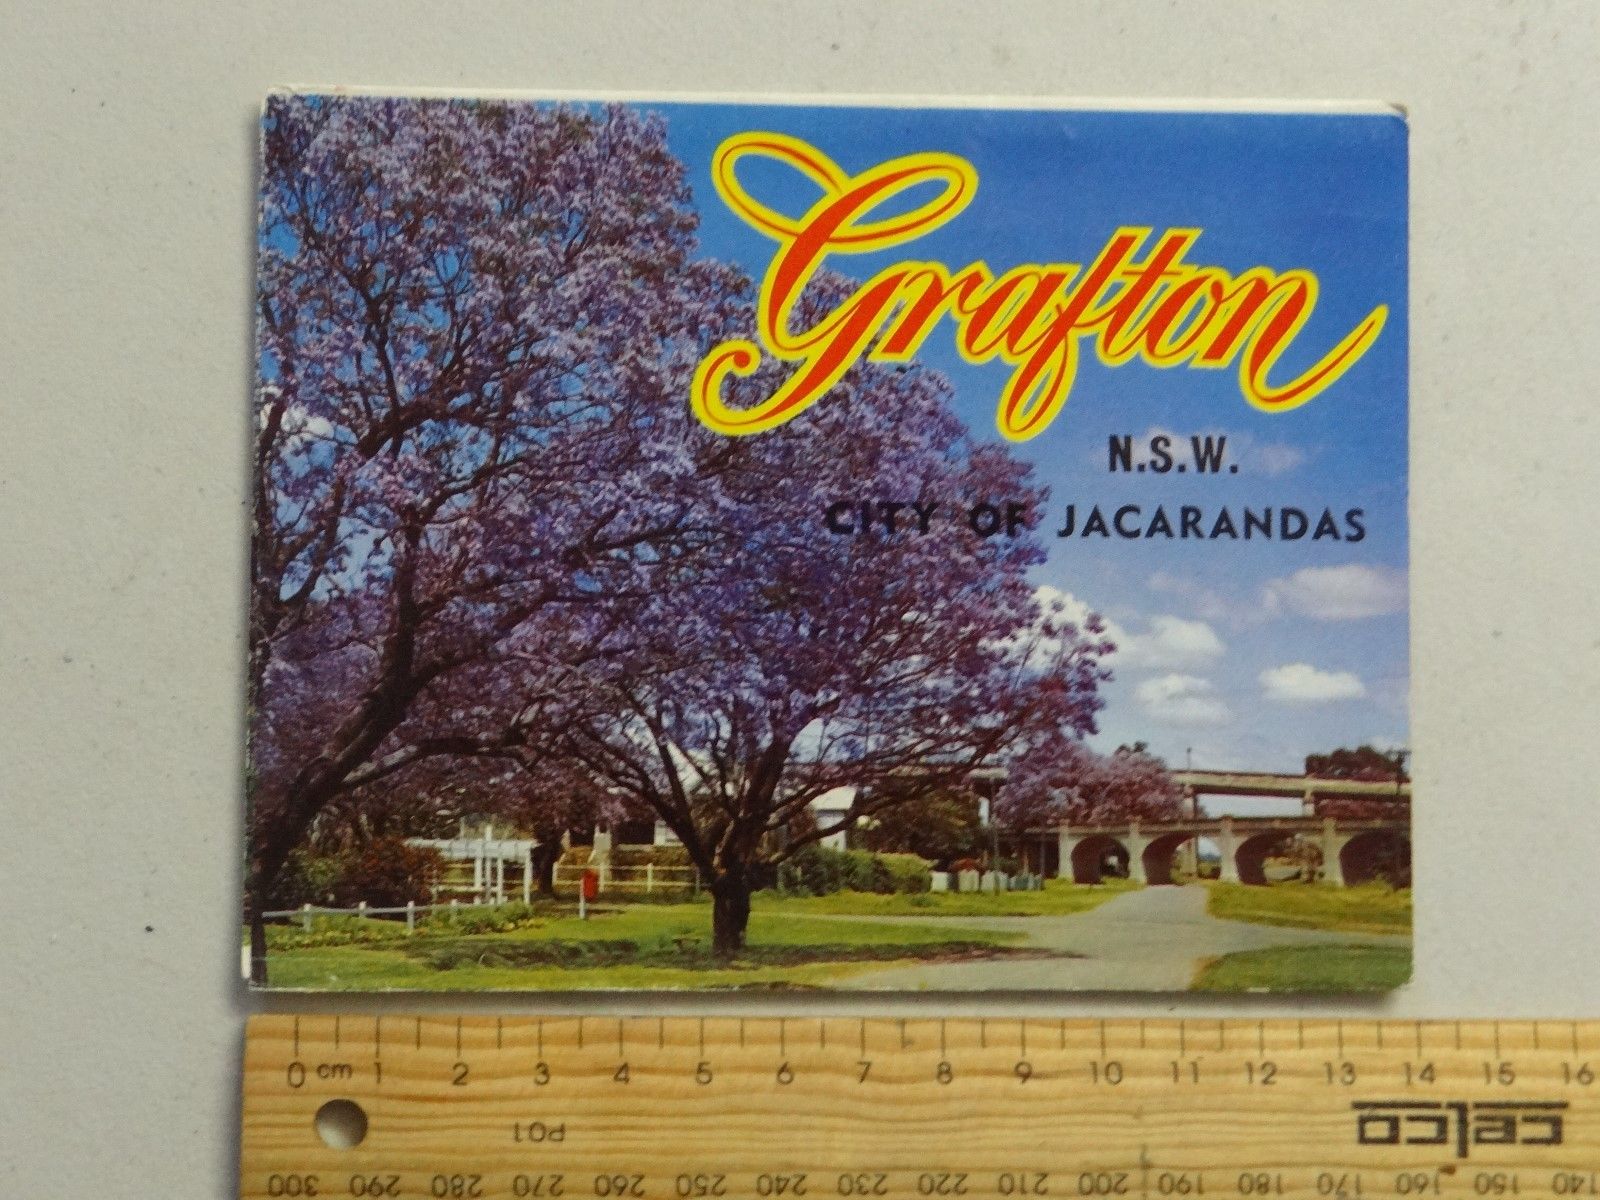 Grafton
N.S.W.
CITY OF JACARANDAS
0 cm 1 2 3 4 5 6 7 8 9 10 11 12 13 14 15 16
celco
P01
300 290 280 270 260 250 240 230 220 210 200 190 180 170 160 150 140